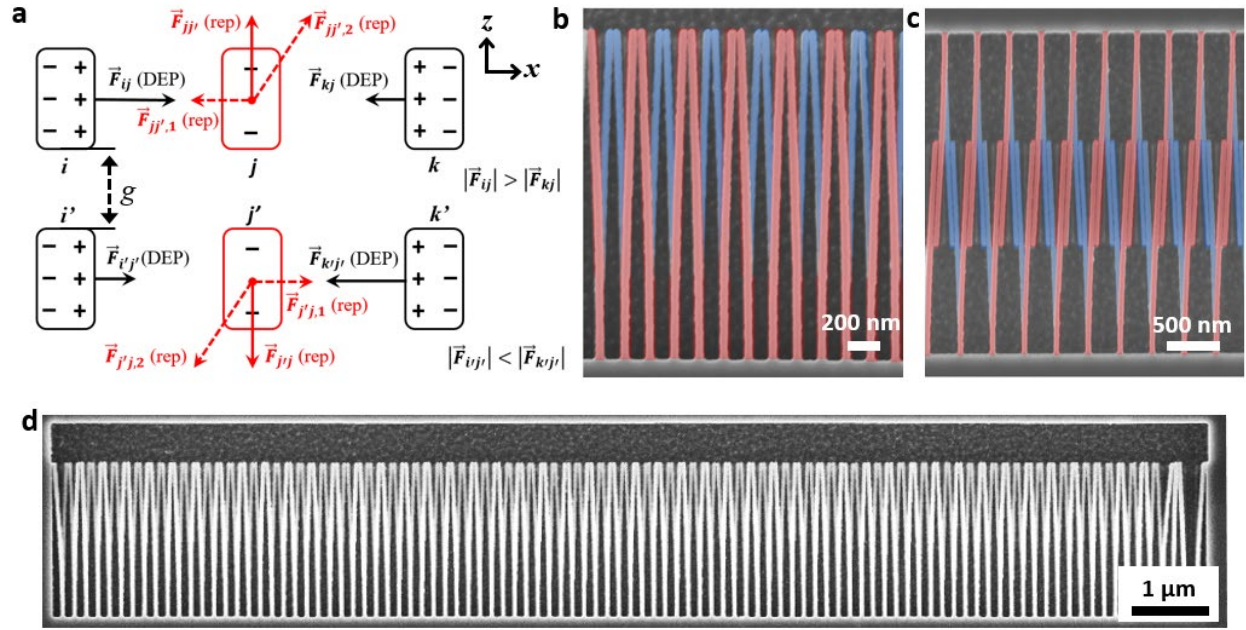 a
F⃗jj′ (rep)
F⃗jj′,2 (rep)
z
x
− +
− +
− +
F⃗ij (DEP)
F⃗jj′,1 (rep)
−
−
F⃗kj (DEP)
+ −
+ −
+ −
i
j
k
g
|F⃗ij| > |F⃗kj|
i’
j’
k’
− +
− +
− +
F⃗i′j′(DEP)
−
−
F⃗k′j′ (DEP)
F⃗j′j,1 (rep)
+ −
+ −
+ −
F⃗j′j,2 (rep)
F⃗j′j (rep)
|F⃗i′j′| < |F⃗k′j′|
b
200 nm
c
500 nm
d
1 μm